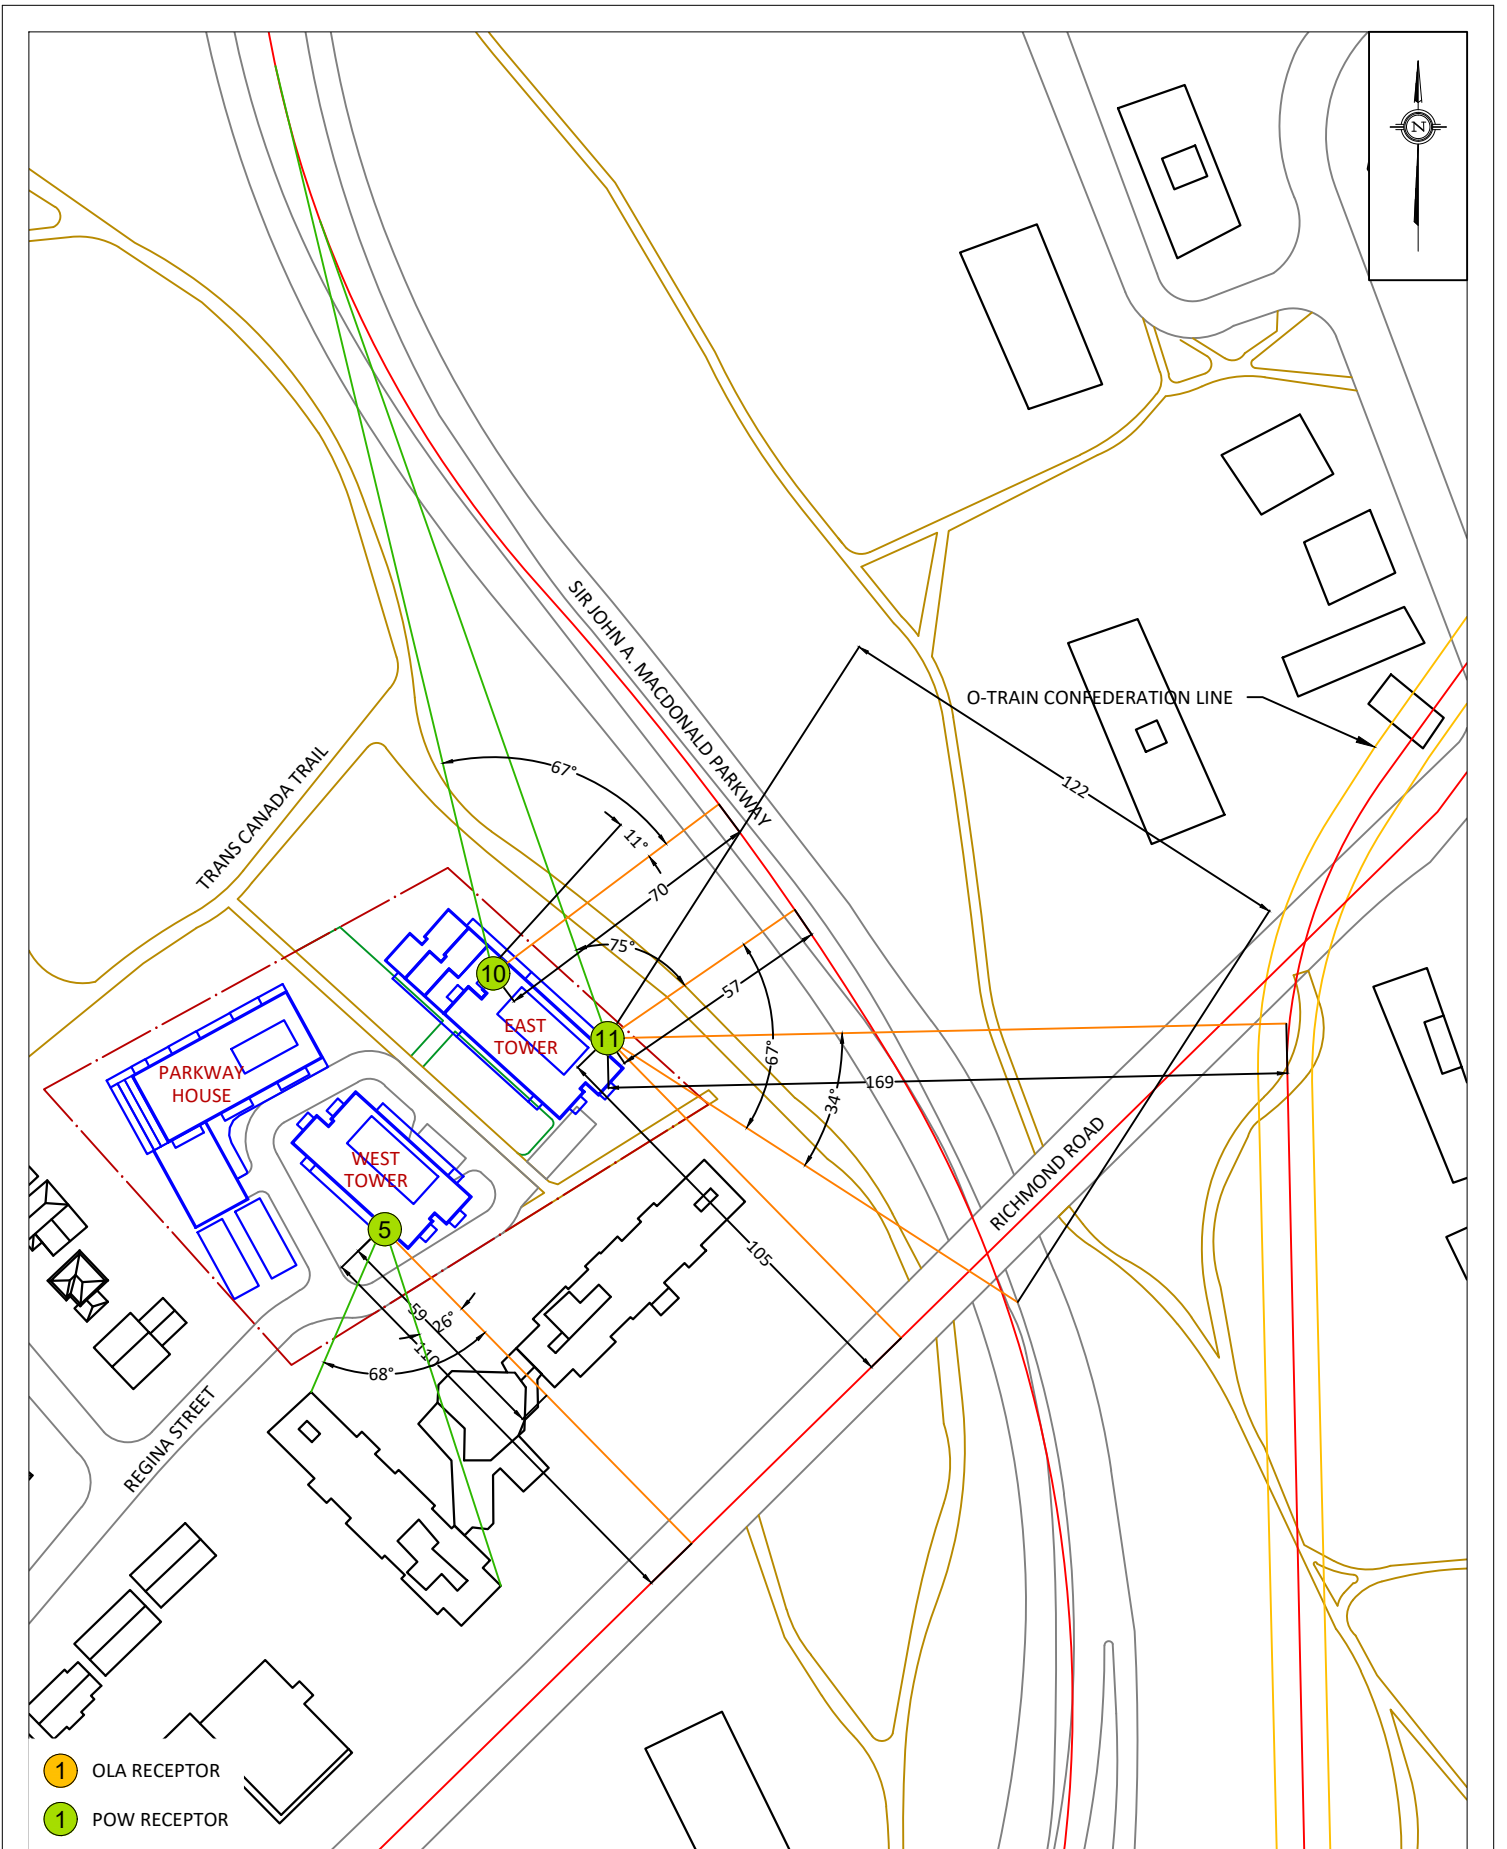 N
SIR JOHN A. MACDONALD PARKWAY
O-TRAIN CONFEDERATION LINE
122
TRANS CANADA TRAIL
67°
11°
70
75°
57
10
11
EAST
TOWER
67°
169
34°
PARKWAY
HOUSE
WEST
TOWER
RICHMOND ROAD
5
105
59
26°
110
68°
REGINA STREET
1 OLA RECEPTOR
1 POW RECEPTOR